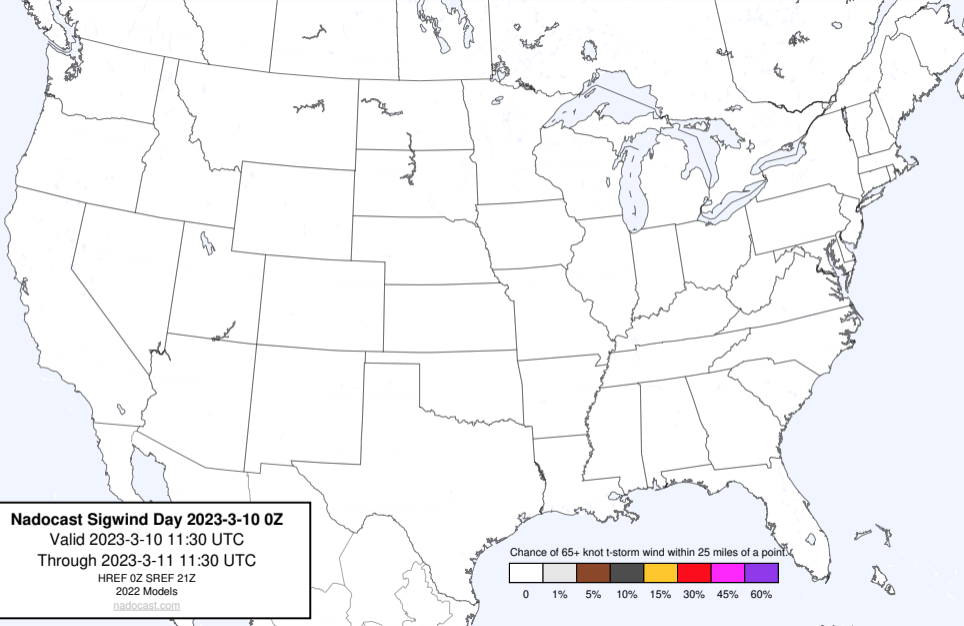 Nadocast Sigwind Day 2023-3-10 0Z
Valid 2023-3-10 11:30 UTC
Through 2023-3-11 11:30 UTC
HREF 0Z SREF 21Z
2022 Models
nadocast.com
Chance of 65+ knot t-storm wind within 25 miles of a point.
0 1% 5% 10% 15% 30% 45% 60%